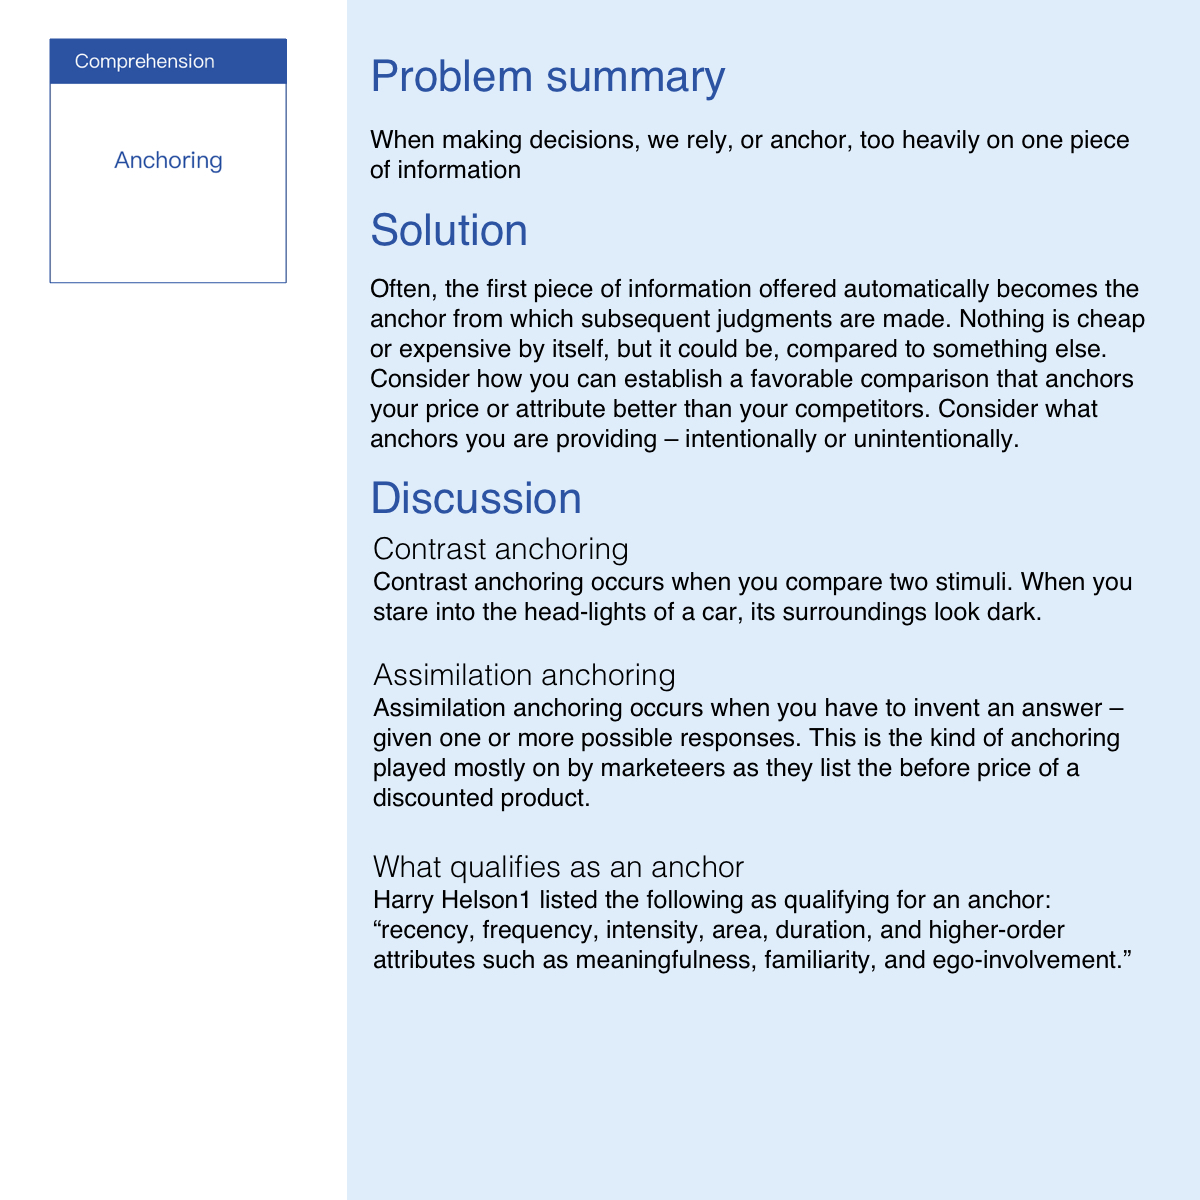 Comprehension
Anchoring
Problem summary
When making decisions, we rely, or anchor, too heavily on one piece
of information
Solution
Often, the first piece of information offered automatically becomes the
anchor from which subsequent judgments are made. Nothing is cheap
or expensive by itself, but it could be, compared to something else.
Consider how you can establish a favorable comparison that anchors
your price or attribute better than your competitors. Consider what
anchors you are providing – intentionally or unintentionally.
Discussion
Contrast anchoring
Contrast anchoring occurs when you compare two stimuli. When you
stare into the head-lights of a car, its surroundings look dark.
Assimilation anchoring
Assimilation anchoring occurs when you have to invent an answer –
given one or more possible responses. This is the kind of anchoring
played mostly on by marketeers as they list the before price of a
discounted product.
What qualifies as an anchor
Harry Helson1 listed the following as qualifying for an anchor:
“recency, frequency, intensity, area, duration, and higher-order
attributes such as meaningfulness, familiarity, and ego-involvement.”